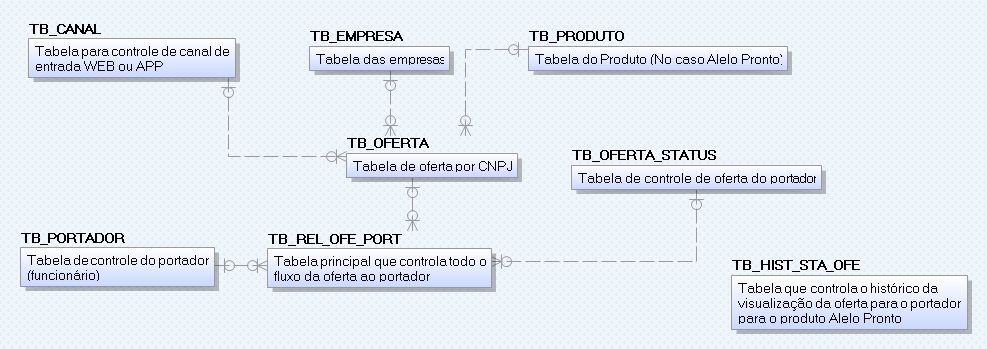 TB_CANAL
Tabela para controle de canal de
entrada WEB ou APP
TB_EMPRESA
Tabela das empresas
TB_PRODUTO
Tabela do Produto (No caso Alelo Pronto)
TB_OFERTA
Tabela de oferta por CNPJ
TB_OFERTA_STATUS
Tabela de controle de oferta do portador
TB_PORTADOR
Tabela de controle do portador
(funcionário)
TB_REL_OFE_PORT
Tabela principal que controla todo o
fluxo da oferta ao portador
TB_HIST_STA_OFE
Tabela que controla o histórico da
visualização da oferta para o portador
para o produto Alelo Pronto